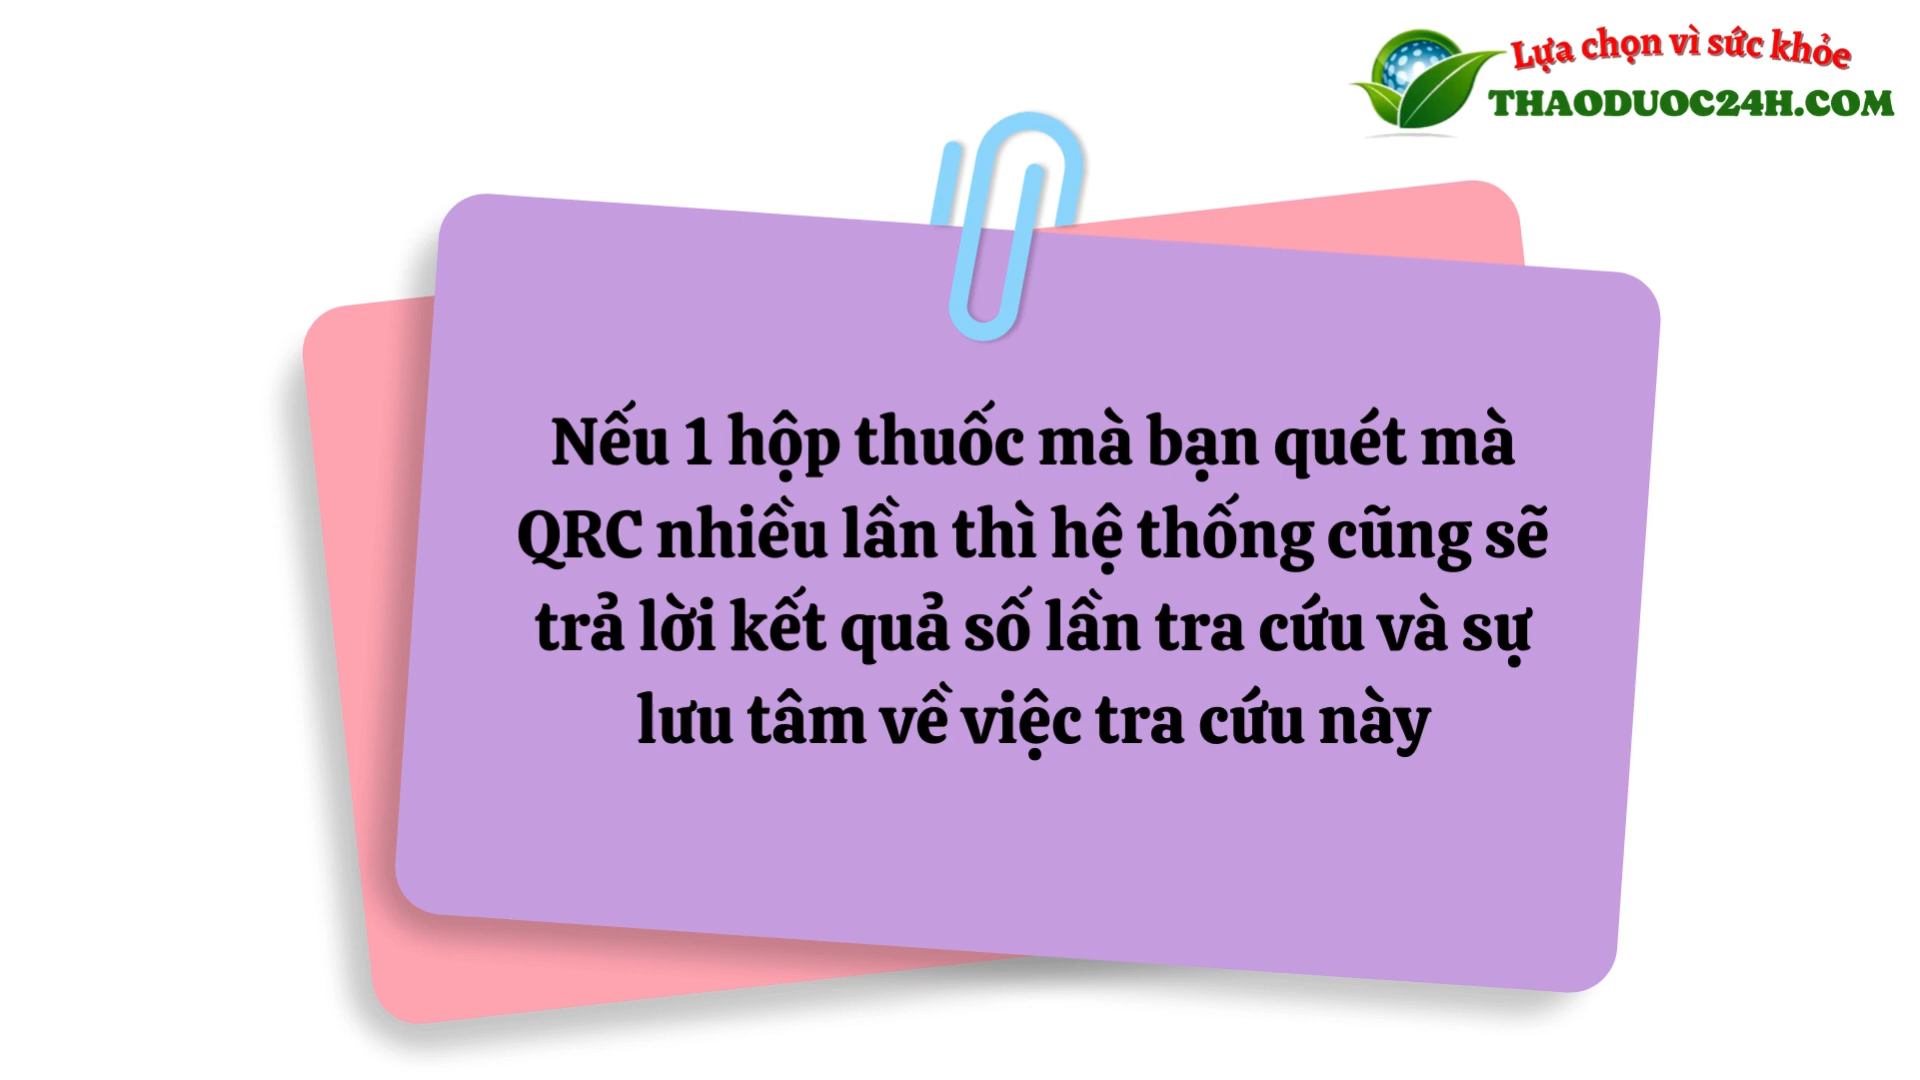 Lựa chọn vì sức khỏe
THAODUOC24H.COM
Nếu 1 hộp thuốc mà bạn quét mà
QRC nhiều lần thì hệ thống cũng sẽ
trả lời kết quả số lần tra cứu và sự
lưu tâm về việc tra cứu này